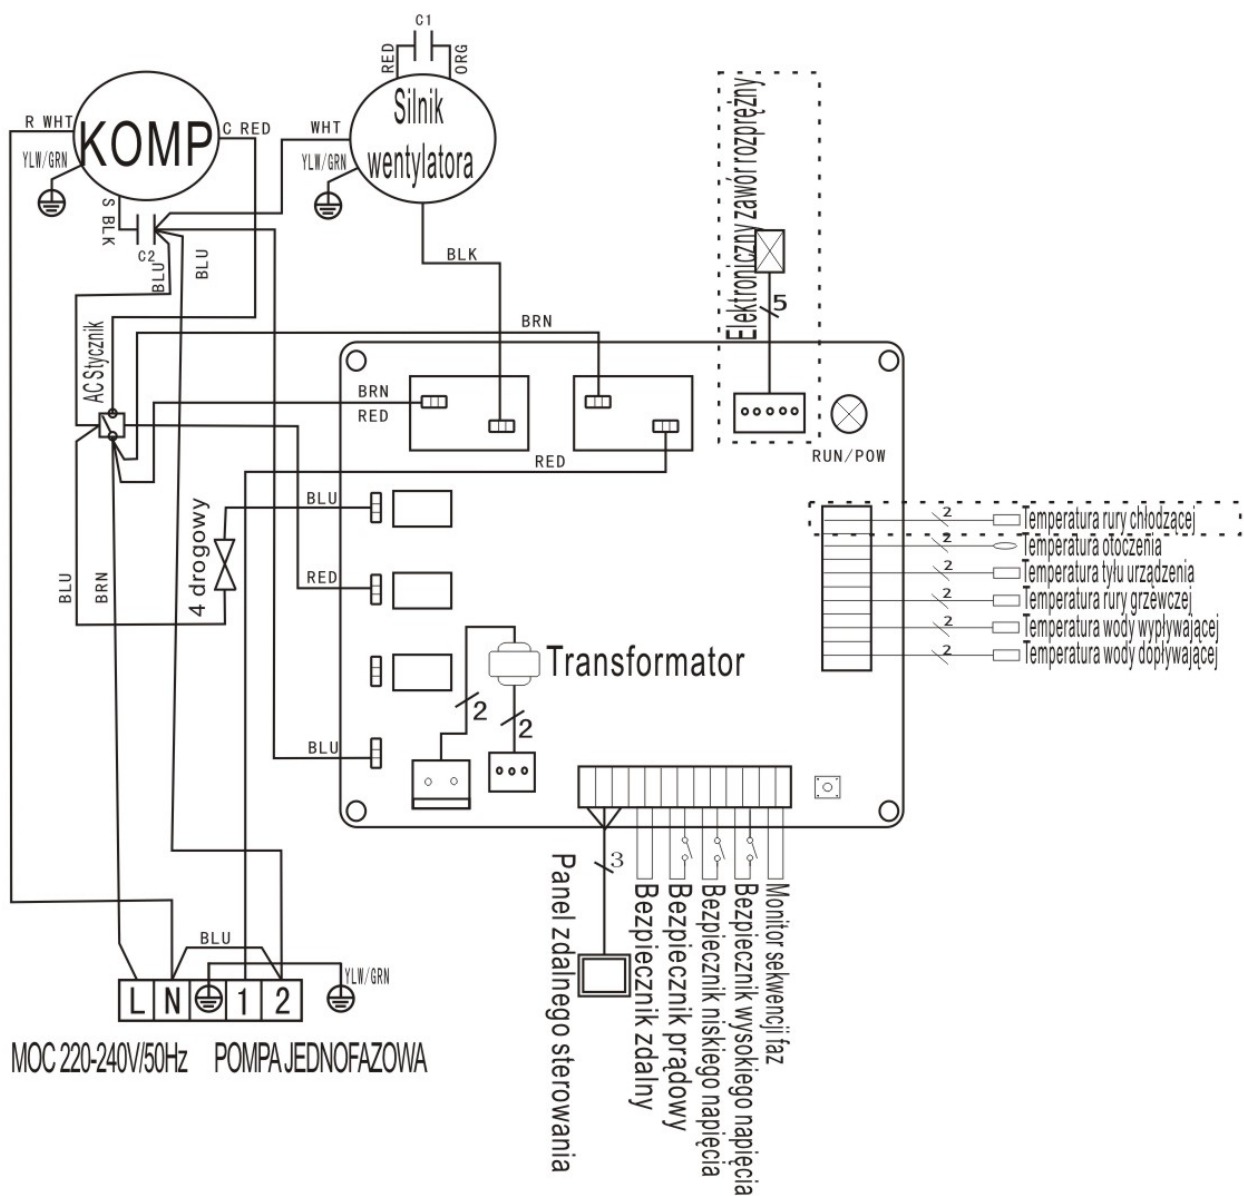 C1
RED
ORG
R WHT
KOMP
C RED
YLW/GRN
S BLK
C2
BLU
BLU
WHT
Silnik
wentylatora
YLW/GRN
BLK
Elektroniczny zawór rozprężny
5
BRN
AC Stycznik
BRN
RED
RED
RUN/POW
BLU
4 drogowy
RED
BLU
BRN
BLU
Transformator
2
2
2
Temperatura rury chłodzącej
2
Temperatura otoczenia
2
Temperatura tyłu urządzenia
2
Temperatura rury grzewczej
2
Temperatura wody wypływającej
2
Temperatura wody dopływającej
3
Panel zdalnego sterowania
Bezpiecznik zdalny
Bezpiecznik prądowy
Bezpiecznik niskiego napięcia
Bezpiecznik wysokiego napięcia
Monitor sekwencji faz
BLU
YLW/GRN
L N 1 2
MOC 220-240V/50Hz POMPA JEDNOFAZOWA